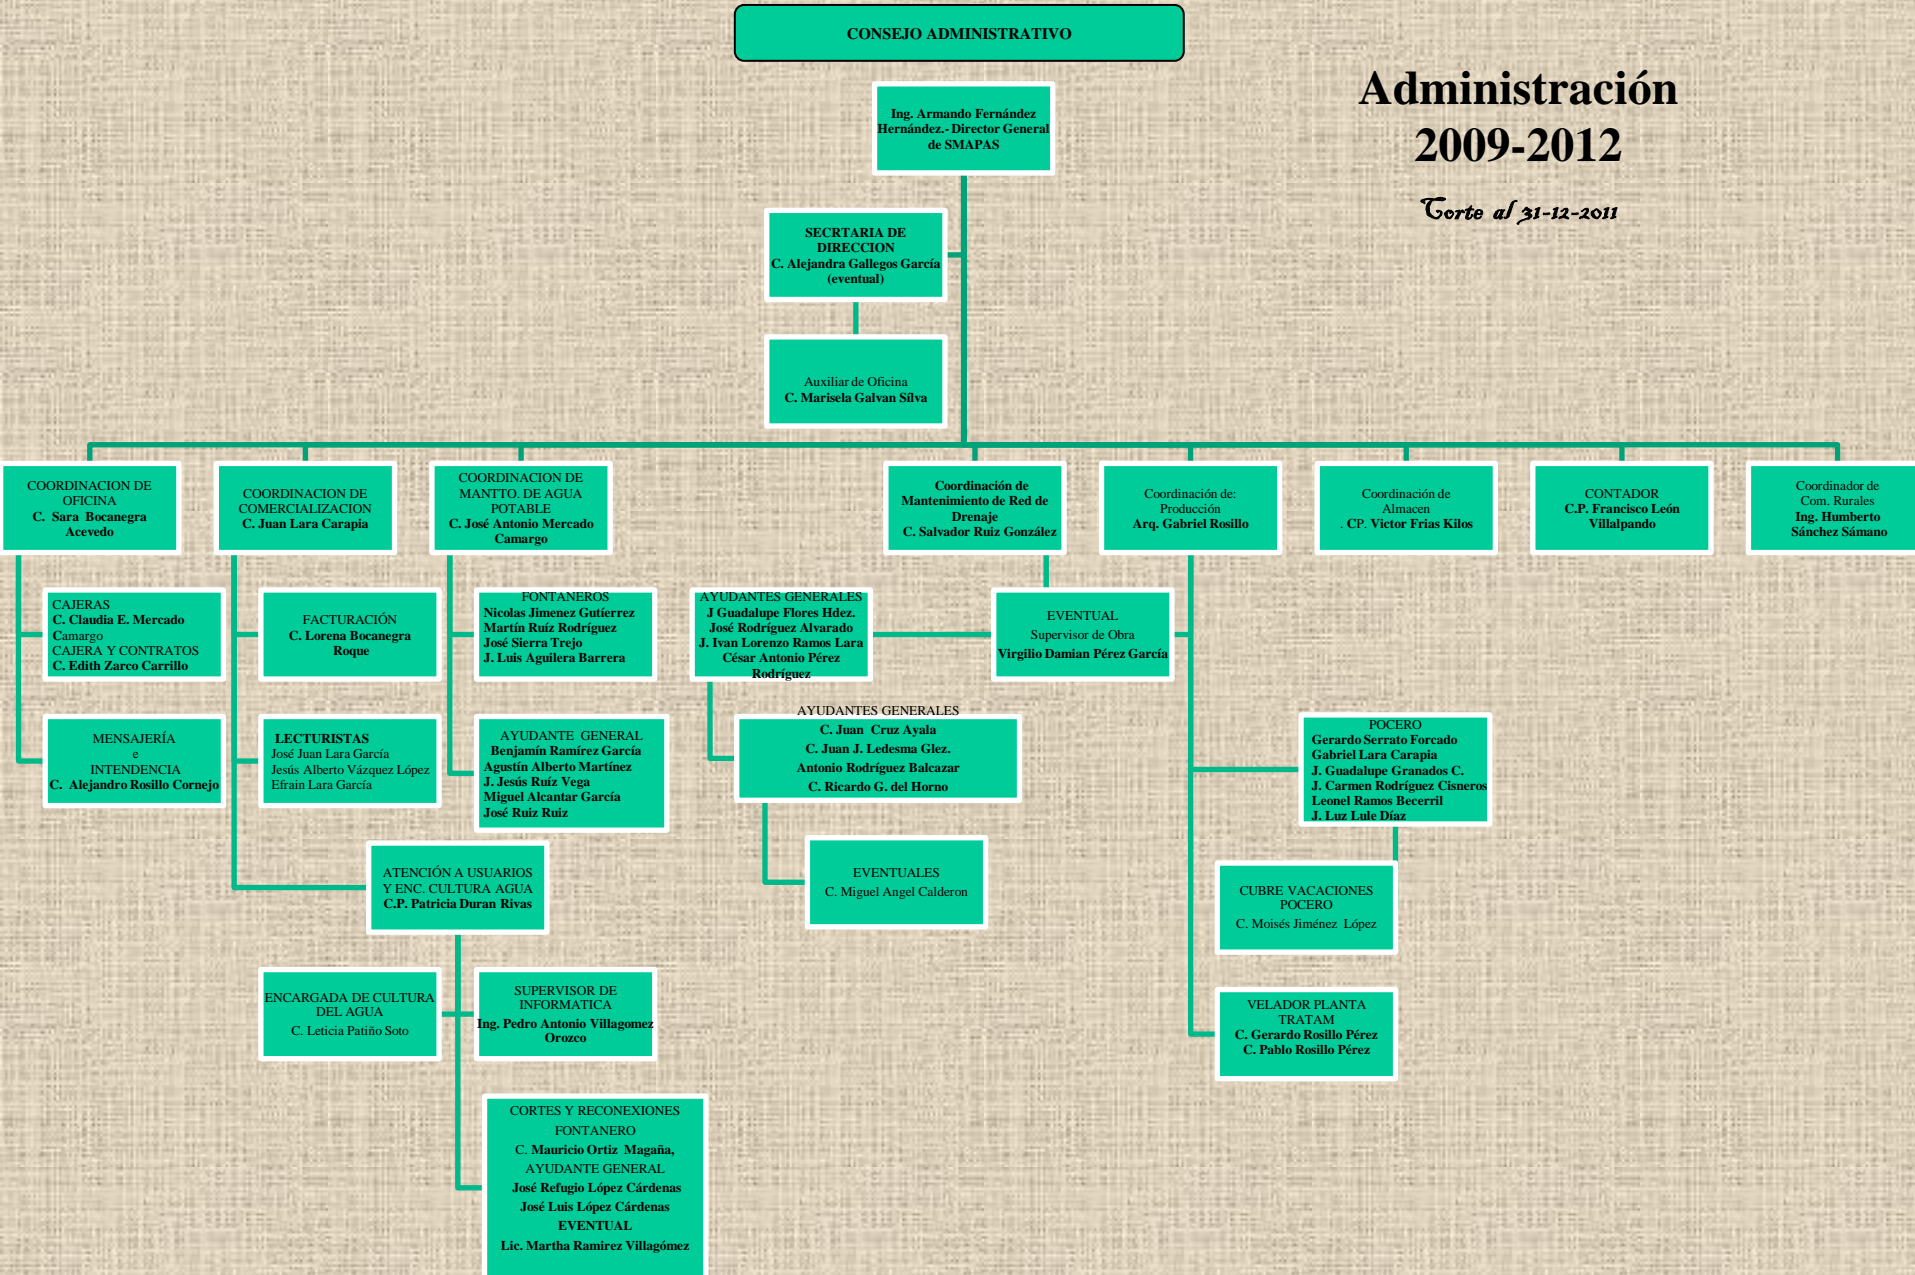 CONSEJO ADMINISTRATIVO
Administración
2009-2012
Corte al 31-12-2011
Ing. Armando Fernández
Hernández.- Director General
de SMAPAS
SECRTARIA DE
DIRECCION
C. Alejandra Gallegos García
(eventual)
Auxiliar de Oficina
C. Marisela Galvan Sílva
COORDINACION DE
OFICINA
C. Sara Bocanegra
Acevedo
COORDINACION DE
COMERCIALIZACION
C. Juan Lara Carapia
COORDINACION DE
MANTTO. DE AGUA
POTABLE
C. José Antonio Mercado
Camargo
Coordinación de
Mantenimiento de Red de
Drenaje
C. Salvador Ruiz González
Coordinación de:
Producción
Arq. Gabriel Rosillo
Coordinación de
Almacen
. CP. Victor Frias Kilos
CONTADOR
C.P. Francisco León
Villalpando
Coordinador de
Com. Rurales
Ing. Humberto
Sánchez Sámano
CAJERAS
C. Claudia E. Mercado
Camargo
CAJERA Y CONTRATOS
C. Edith Zarco Carrillo
FACTURACIÓN
C. Lorena Bocanegra
Roque
FONTANEROS
Nicolas Jimenez Gutíerrez
Martín Ruíz Rodríguez
José Sierra Trejo
J. Luis Aguilera Barrera
AYUDANTES GENERALES
J Guadalupe Flores Hdez.
José Rodríguez Alvarado
J. Ivan Lorenzo Ramos Lara
César Antonio Pérez
Rodríguez
EVENTUAL
Supervisor de Obra
Virgilio Damian Pérez García
MENSAJERÍA
e
INTENDENCIA
C. Alejandro Rosillo Cornejo
LECTURISTAS
José Juan Lara García
Jesús Alberto Vázquez López
Efrain Lara García
AYUDANTE GENERAL
Benjamín Ramírez García
Agustín Alberto Martínez
J. Jesús Ruíz Vega
Miguel Alcantar García
José Ruiz Ruiz
AYUDANTES GENERALES
C. Juan Cruz Ayala
C. Juan J. Ledesma Glez.
Antonio Rodríguez Balcazar
C. Ricardo G. del Horno
POCERO
Gerardo Serrato Forcado
Gabriel Lara Carapia
J. Guadalupe Granados C.
J. Carmen Rodríguez Cisneros
Leonel Ramos Becerril
J. Luz Lule Díaz
ATENCIÓN A USUARIOS
Y ENC. CULTURA AGUA
C.P. Patricia Duran Rivas
EVENTUALES
C. Miguel Angel Calderon
CUBRE VACACIONES
POCERO
C. Moisés Jiménez López
ENCARGADA DE CULTURA
DEL AGUA
C. Leticia Patiño Soto
SUPERVISOR DE
INFORMATICA
Ing. Pedro Antonio Villagomez
Orozco
VELADOR PLANTA
TRATAM
C. Gerardo Rosillo Pérez
C. Pablo Rosillo Pérez
CORTES Y RECONEXIONES
FONTANERO
C. Mauricio Ortiz Magaña,
AYUDANTE GENERAL
José Refugio López Cárdenas
José Luis López Cárdenas
EVENTUAL
Lic. Martha Ramirez Villagómez